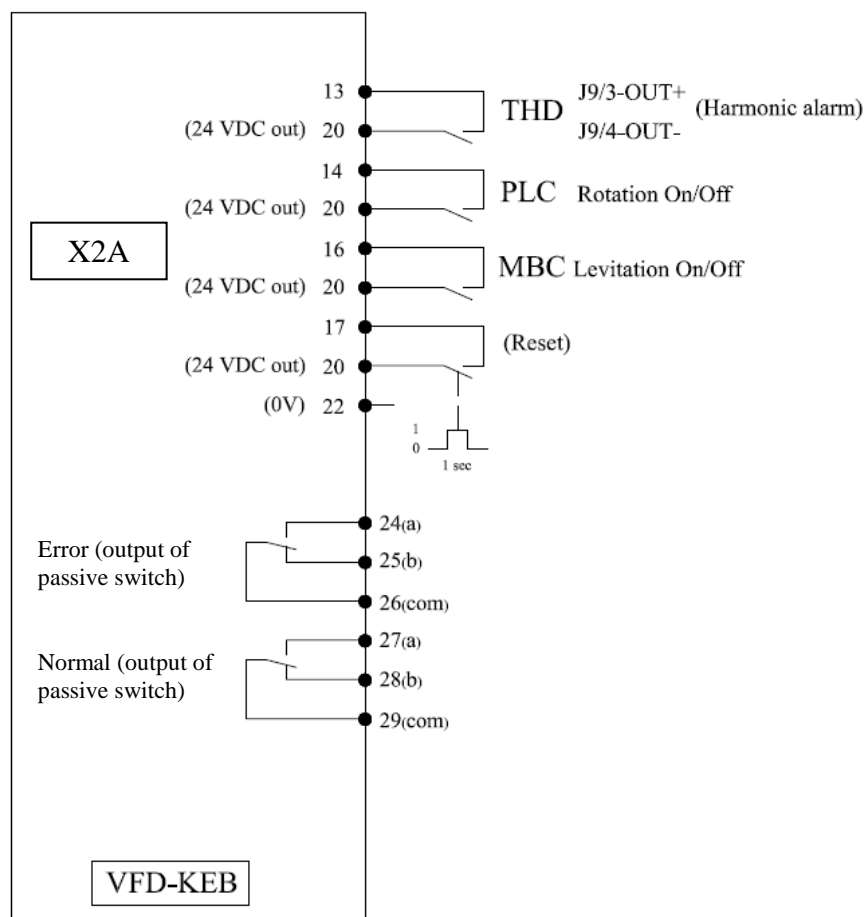 13
THD J9/3-OUT+ (Harmonic alarm)
(24 VDC out) 20 J9/4-OUT-
14
PLC Rotation On/Off
(24 VDC out) 20
16
X2A
MBC Levitation On/Off
(24 VDC out) 20
17
(Reset)
(24 VDC out) 20
(0V) 22
1
0
1 sec
24(a)
Error (output of
passive switch)
25(b)
26(com)
27(a)
Normal (output of
passive switch)
28(b)
29(com)
VFD-KEB